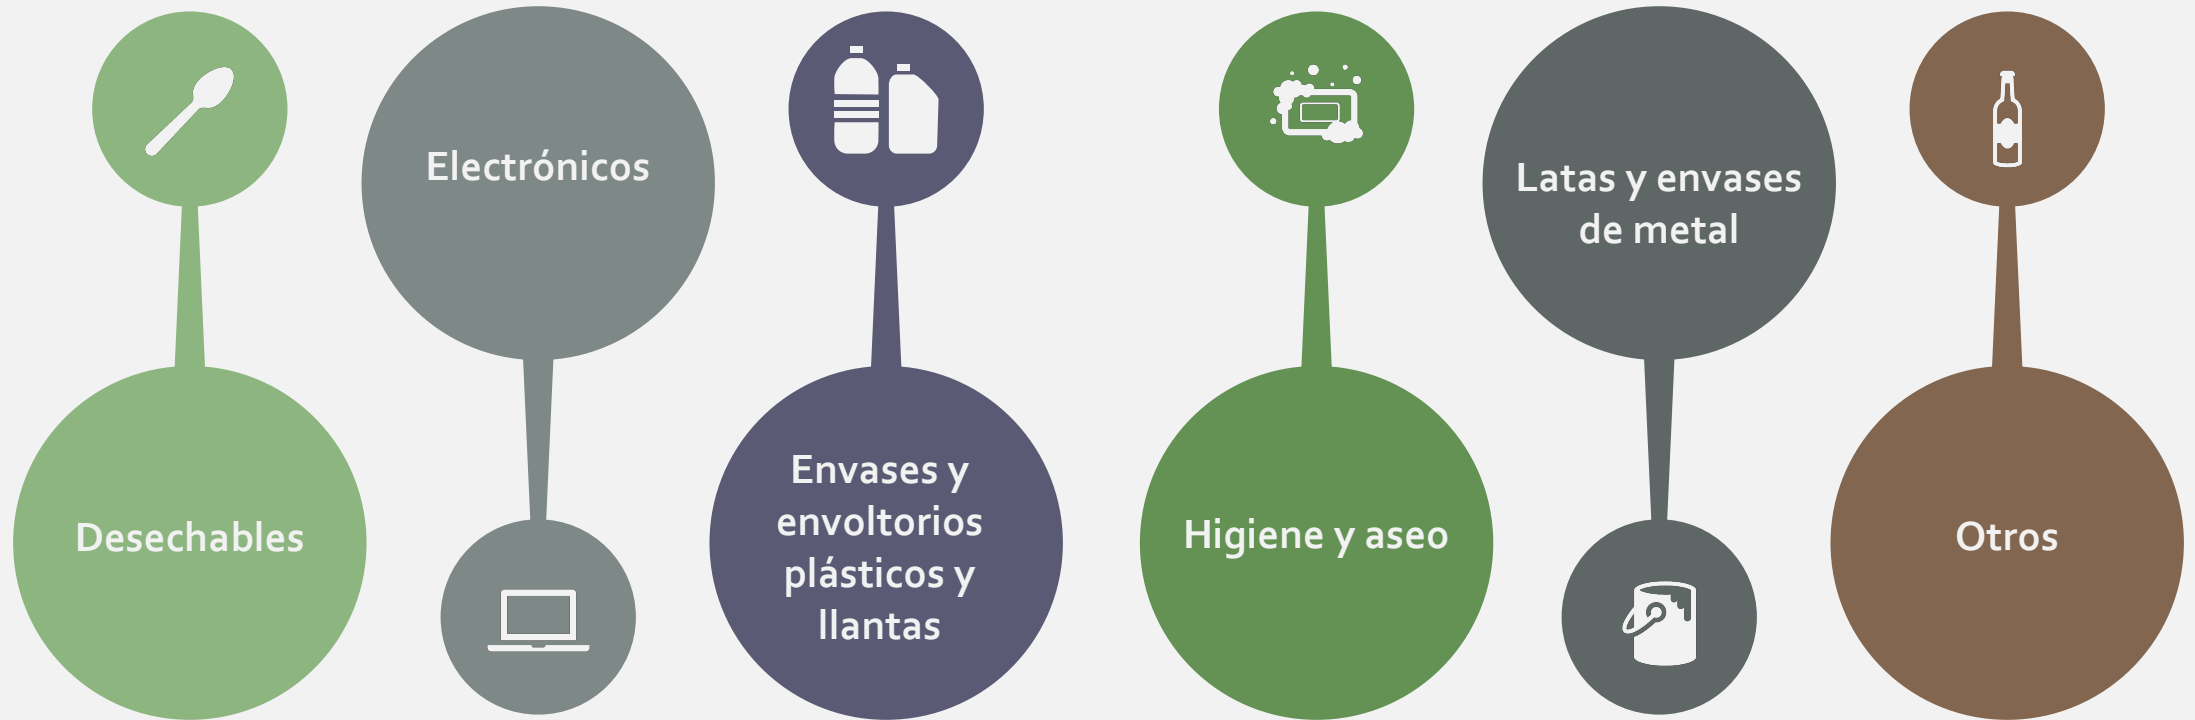 Desechables
Electrónicos
Envases y
envoltorios
plásticos y
llantas
Higiene y aseo
Latas y envases
de metal
Otros